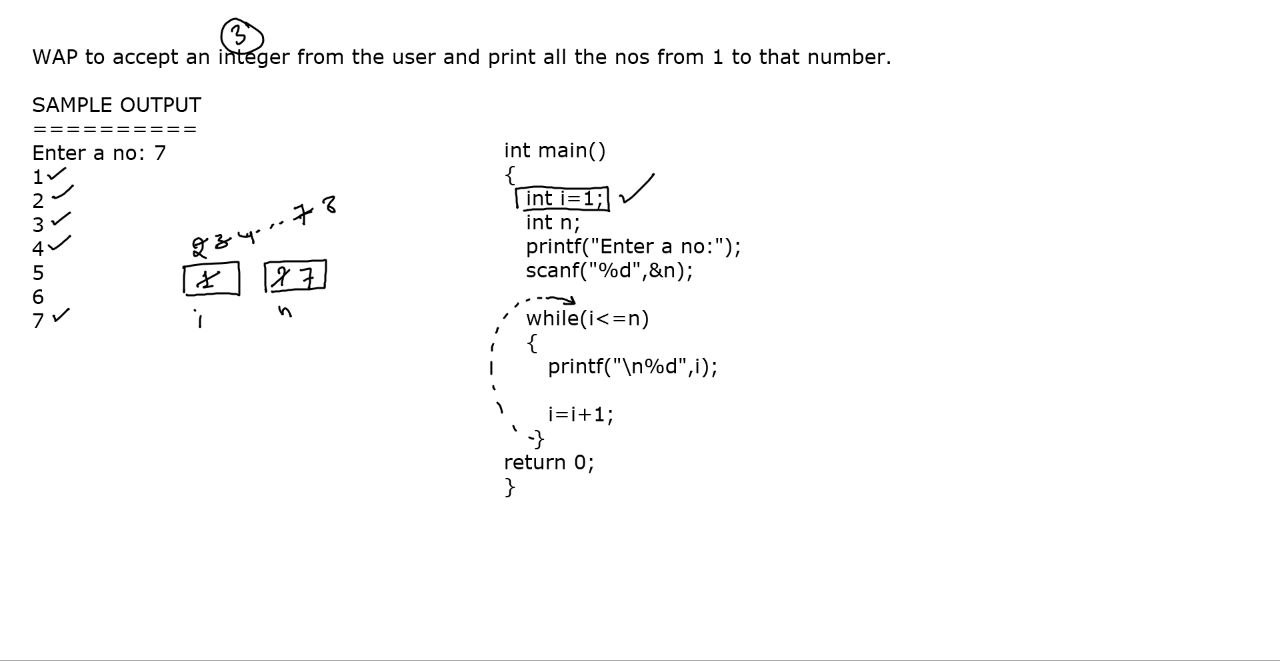 3
WAP to accept an integer from the user and print all the nos from 1 to that number.
SAMPLE OUTPUT
==========
Enter a no: 7
1
2
3
4
5
6
7
2 3 4 ... 7 8
1
7
i
n
int main()
{
int i=1;
int n;
printf("Enter a no:");
scanf("%d",&n);
while(i<=n)
{
printf("\n%d",i);
i=i+1;
}
return 0;
}